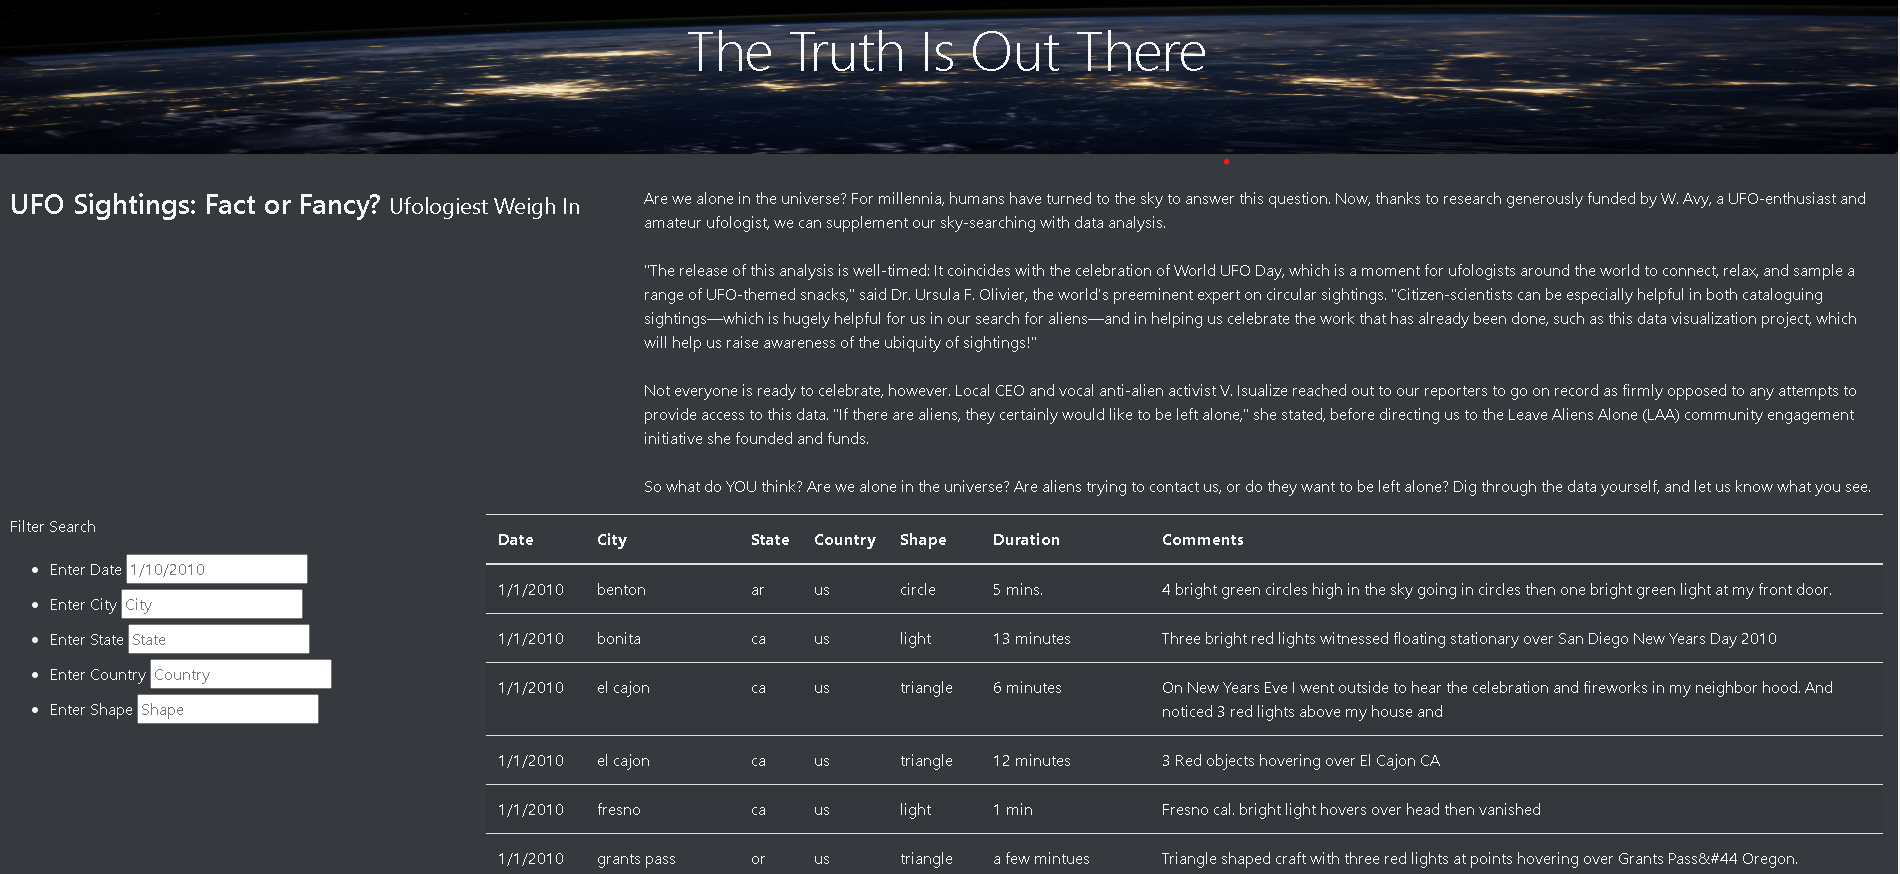 The Truth Is Out There
UFO Sightings: Fact or Fancy? Ufologiest Weigh In
Are we alone in the universe? For millennia, humans have turned to the sky to answer this question. Now, thanks to research generously funded by W. Avy, a UFO-enthusiast and
amateur ufologist, we can supplement our sky-searching with data analysis.
"The release of this analysis is well-timed: It coincides with the celebration of World UFO Day, which is a moment for ufologists around the world to connect, relax, and sample a
range of UFO-themed snacks," said Dr. Ursula F. Olivier, the world's preeminent expert on circular sightings. "Citizen-scientists can be especially helpful in both cataloguing
sightings—which is hugely helpful for us in our search for aliens—and in helping us celebrate the work that has already been done, such as this data visualization project, which
will help us raise awareness of the ubiquity of sightings!"
Not everyone is ready to celebrate, however. Local CEO and vocal anti-alien activist V. Isualize reached out to our reporters to go on record as firmly opposed to any attempts to
provide access to this data. "If there are aliens, they certainly would like to be left alone," she stated, before directing us to the Leave Aliens Alone (LAA) community engagement
initiative she founded and funds.
So what do YOU think? Are we alone in the universe? Are aliens trying to contact us, or do they want to be left alone? Dig through the data yourself, and let us know what you see.
Filter Search
Enter Date 1/10/2010
Enter City City
Enter State State
Enter Country Country
Enter Shape Shape
Date City State Country Shape Duration Comments
1/1/2010 benton ar us circle 5 mins. 4 bright green circles high in the sky going in circles then one bright green light at my front door.
1/1/2010 bonita ca us light 13 minutes Three bright red lights witnessed floating stationary over San Diego New Years Day 2010
1/1/2010 el cajon ca us triangle 6 minutes On New Years Eve I went outside to hear the celebration and fireworks in my neighbor hood. And
noticed 3 red lights above my house and
1/1/2010 el cajon ca us triangle 12 minutes 3 Red objects hovering over El Cajon CA
1/1/2010 fresno ca us light 1 min Fresno cal. bright light hovers over head then vanished
1/1/2010 grants pass or us triangle a few mintues Triangle shaped craft with three red lights at points hovering over Grants Pass&#44 Oregon.